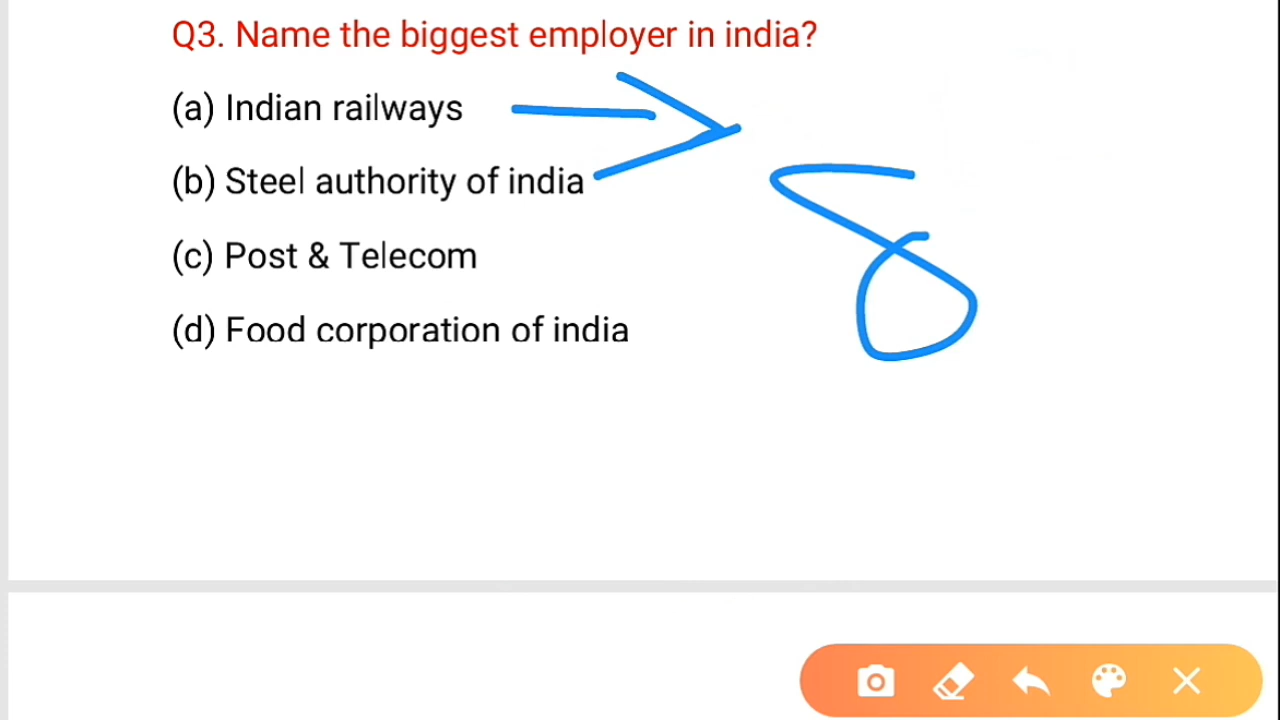 Q3. Name the biggest employer in india?
(a) Indian railways
(b) Steel authority of india
(c) Post & Telecom
(d) Food corporation of india